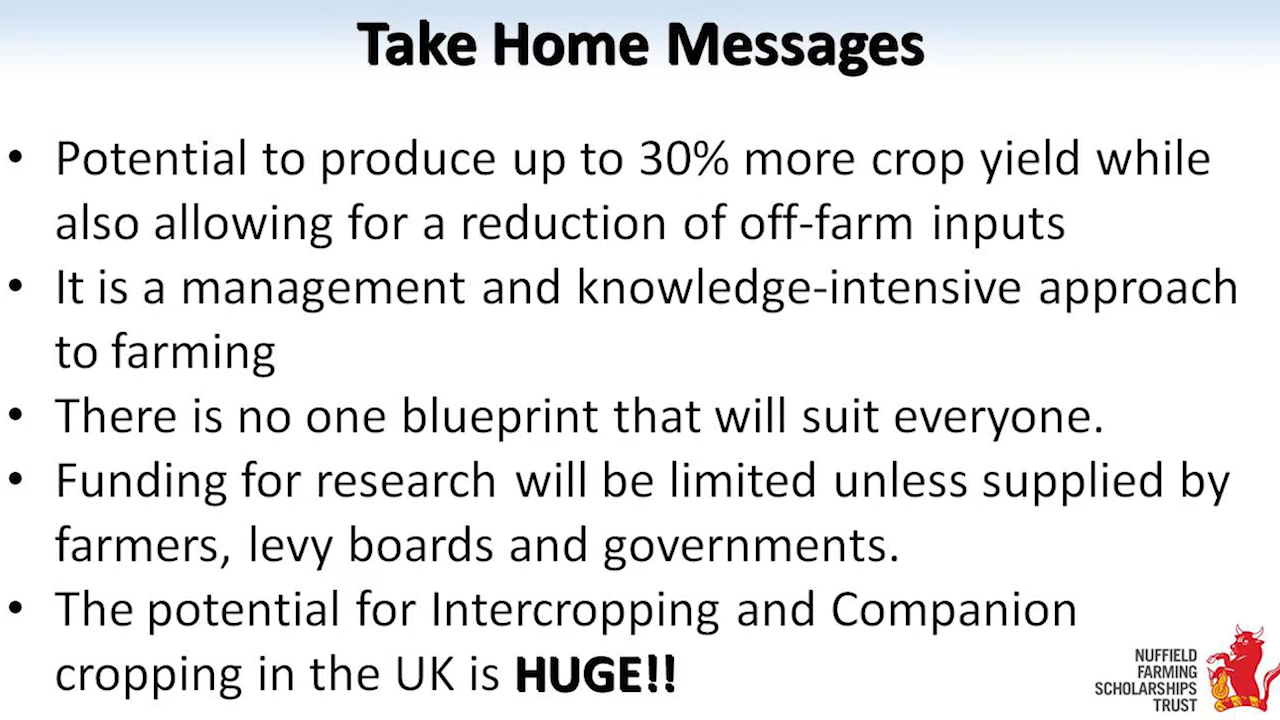 Take Home Messages
• Potential to produce up to 30% more crop yield while
also allowing for a reduction of off-farm inputs
• It is a management and knowledge-intensive approach
to farming
• There is no one blueprint that will suit everyone.
• Funding for research will be limited unless supplied by
farmers, levy boards and governments.
• The potential for Intercropping and Companion
cropping in the UK is HUGE!!
NUFFIELD
FARMING
SCHOLARSHIPS
TRUST